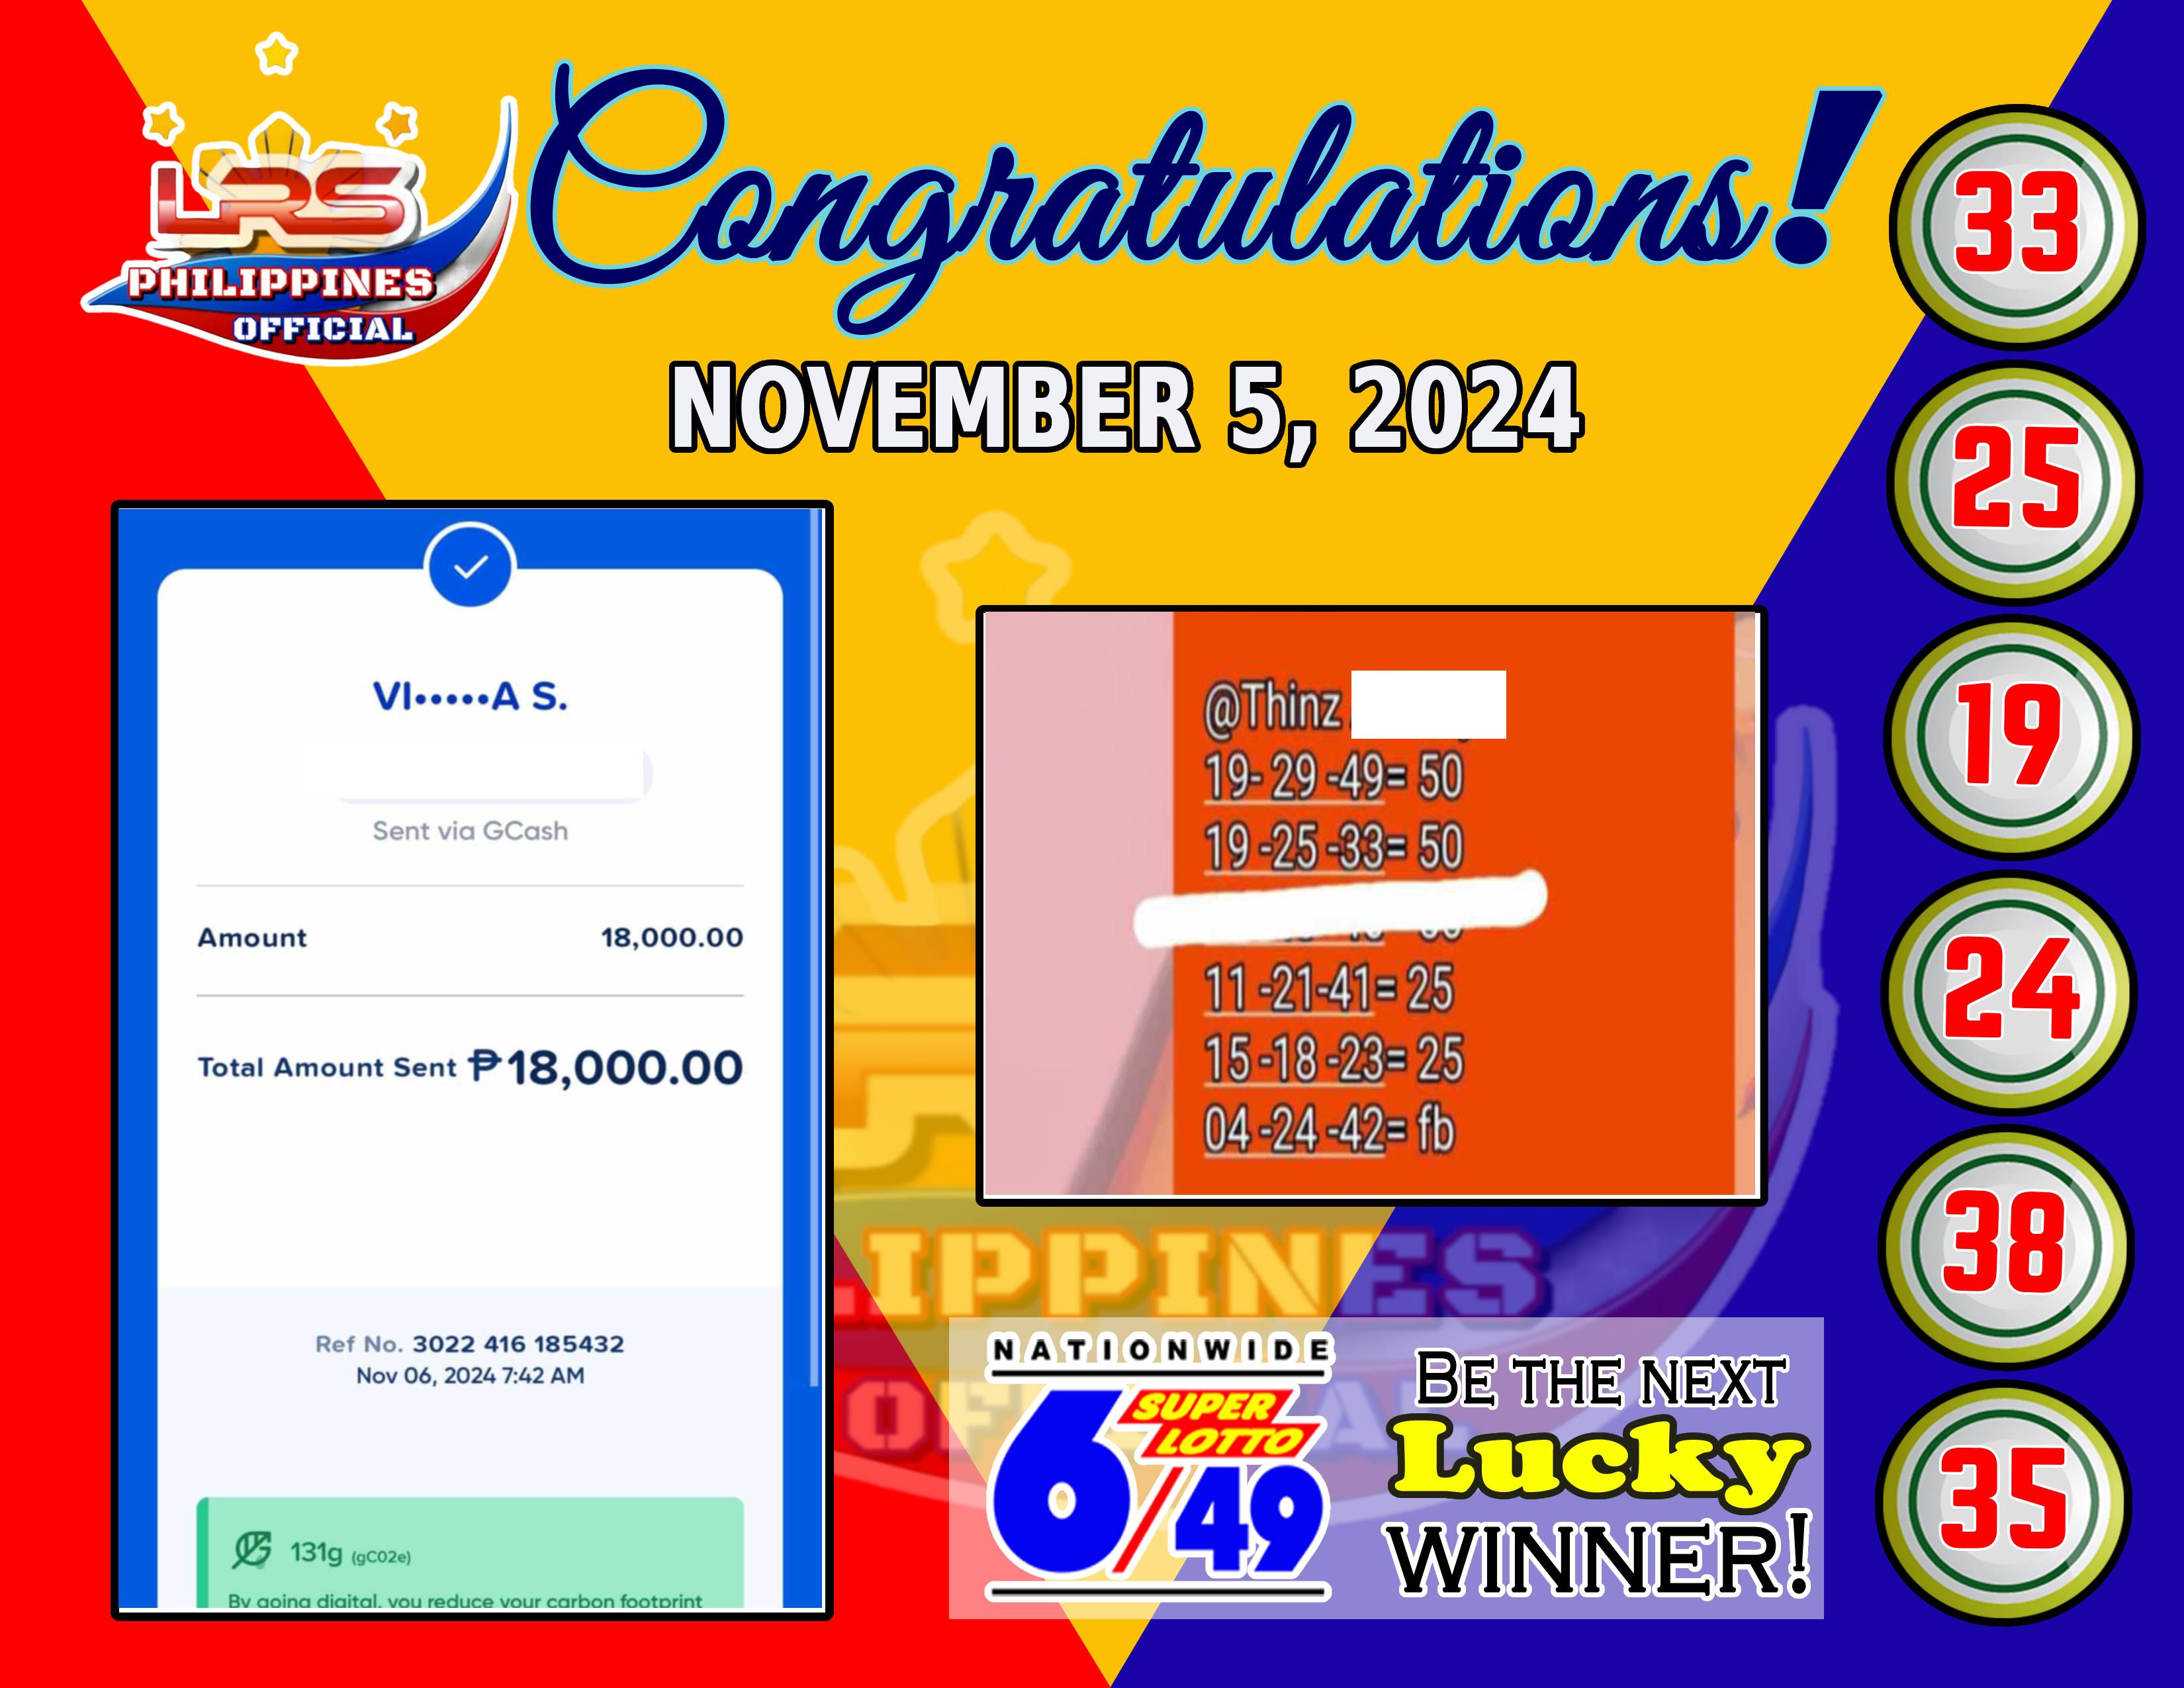 LRS
PHILIPPINES
OFFICIAL
Congratulations!
NOVEMBER 5, 2024
VI•••••A S.
Sent via GCash
Amount 18,000.00
Total Amount Sent ₱18,000.00
Ref No. 3022 416 185432
Nov 06, 2024 7:42 AM
131g (gC02e)
By going digital, you reduce your carbon footprint
@Thinz
19- 29 -49= 50
19 -25 -33= 50
11 -21-41= 25
15 -18 -23= 25
04 -24 -42= fb
LIPPINES
NATIONWIDE
SUPER
LOTTO
6/49
BE THE NEXT
Lucky
WINNER!
33
25
19
24
38
35